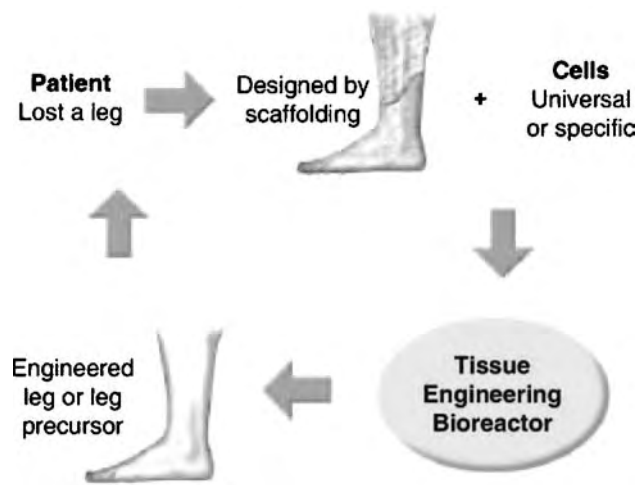 Patient
Lost a leg
Designed by
scaffolding
+
Cells
Universal
or specific
Tissue
Engineering
Bioreactor
Engineered
leg or leg
precursor